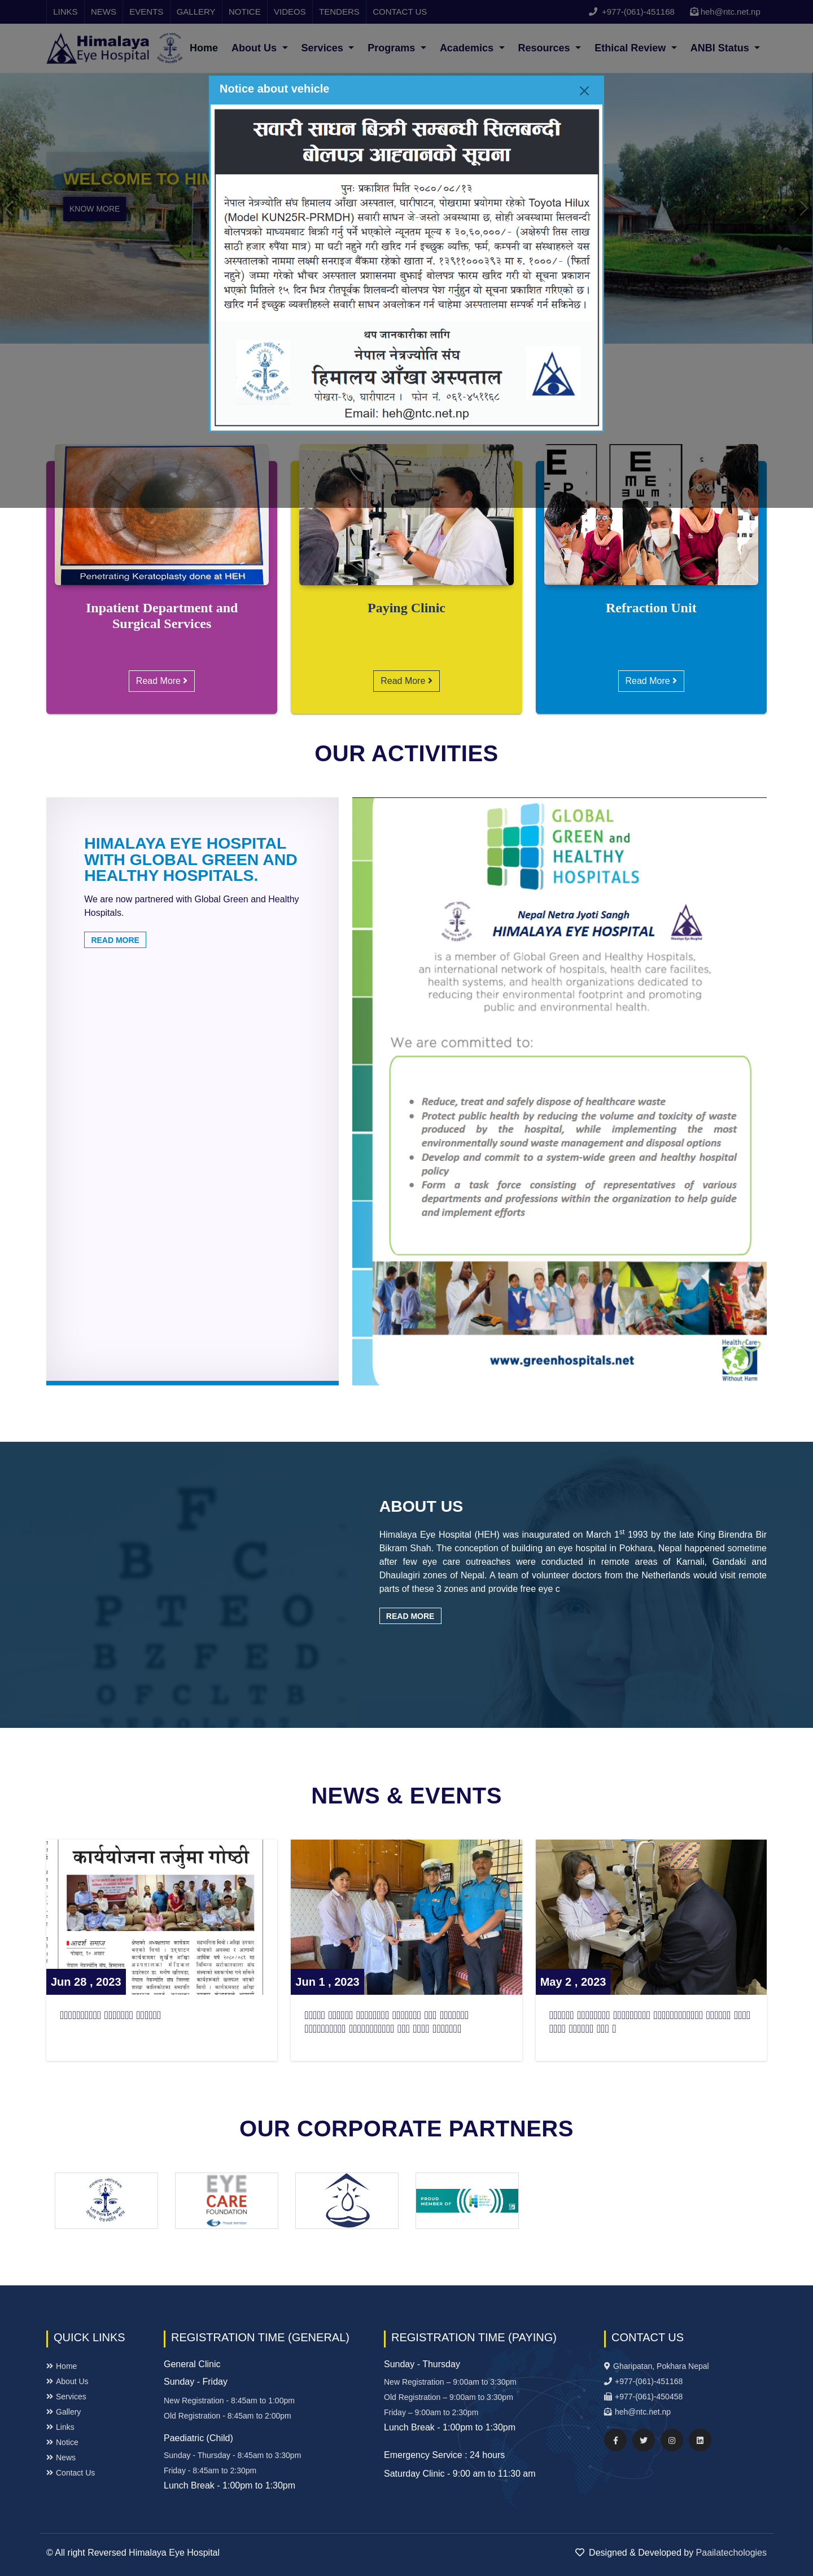 LINKS NEWS EVENTS GALLERY NOTICE VIDEOS TENDERS CONTACT US +977-(061)-451168 heh@ntc.net.np
Himalaya
Eye Hospital
Home About Us Services Programs Academics Resources Ethical Review ANBI Status
Notice about vehicle
WELCOME TO HIM
KNOW MORE
सवारी साधन बिक्री सम्बन्धी सिलबन्दी
बोलपत्र आह्वानको सूचना
पुनः प्रकाशित मिति २०८०/०८/१३
नेपाल नेत्रज्योति संघ हिमालय आँखा अस्पताल, घारीपाटन, पोखरामा प्रयोगमा रहेको Toyota Hilux
(Model KUN25R-PRMDH) सवारी साधन जे-जस्तो अवस्थामा छ, सोही अवस्थामा सिलबन्दी
बोलपत्रको माध्यमबाट बिक्री गर्नु पर्ने भएकोले न्यूनतम मूल्य रु ३०,६०,०००/- (अक्षेरुपी तिस लाख
साठी हजार रुपैंया मात्र) मा घटी नहुने गरी खरिद गर्न इच्छुक व्यक्ति, फर्म, कम्पनी वा संस्थाहरुले यस
अस्पतालको नाममा लक्ष्मी सनराइज बैंकमा रहेको खाता नं. १३९११०००३९३ मा रु. १०,०००/- (फिर्ता
नहुने) जम्मा गरेको भौचर अस्पताल प्रशासनमा बुभाई बोलपत्र फारम खरिद गरी यो सूचना प्रकाशन
भएको मितिले १५ दिन भित्र रीतपूर्वक शिलबन्दी बोलपत्र पेश गर्नुहुन यो सूचना प्रकाशित गरिएको छ।
खरिद गर्न इच्छुक व्यक्तीहरुले सवारी साधन अवलोकन गर्न चाहेमा अस्पतालमा सम्पर्क गर्न सकिनेछ।
थप जानकारीका लागि
नेपाल नेत्रज्योति संघ
हिमालय आँखा अस्पताल
पोखरा-१७, घारीपाटन । फोन नं. ०६१-४५११६८
Email: heh@ntc.net.np
Penetrating Keratoplasty done at HEH
Inpatient Department and
Surgical Services
Paying Clinic
Refraction Unit
Read More Read More Read More
OUR ACTIVITIES
HIMALAYA EYE HOSPITAL
WITH GLOBAL GREEN AND
HEALTHY HOSPITALS.
We are now partnered with Global Green and Healthy
Hospitals.
READ MORE
GLOBAL
GREEN and
HEALTHY
HOSPITALS
Nepal Netra Jyoti Sangh
HIMALAYA EYE HOSPITAL
is an official member of Global Green and Healthy Hospitals,
an international network of hospitals, health care facilites,
health systems, and health organizations dedicated to
reducing their environmental footprint and promoting
public and environmental health.
We are committed to:
Reduce, treat and safely dispose of healthcare waste
Protect public health by reducing the volume and toxicity of waste
produced by the hospital, while implementing the most
environmentally sound waste management and disposal options
Develop and commit to a system-wide green and healthy hospital
policy
Form a task force consisting of representatives of various
departments and professions within the organization to help guide
and implement efforts
www.greenhospitals.net
Health Care
Without Harm
ABOUT US
Himalaya Eye Hospital (HEH) was inaugurated on March 1st 1993 by the late King Birendra Bir
Bikram Shah. The conception of building an eye hospital in Pokhara, Nepal happened sometime
after few eye care outreaches were conducted in remote areas of Karnali, Gandaki and
Dhaulagiri zones of Nepal. A team of volunteer doctors from the Netherlands would visit remote
parts of these 3 zones and provide free eye c
READ MORE
NEWS & EVENTS
कार्ययोजना तर्जुमा गोष्ठी
आदर्श समाज
Jun 28 , 2023
Jun 1 , 2023
May 2 , 2023
OUR CORPORATE PARTNERS
EYE
CARE
FOUNDATION
PROUD
MEMBER OF
QUICK LINKS
Home
About Us
Services
Gallery
Links
Notice
News
Contact Us
REGISTRATION TIME (GENERAL)
General Clinic
Sunday - Friday
New Registration - 8:45am to 1:00pm
Old Registration - 8:45am to 2:00pm
Paediatric (Child)
Sunday - Thursday - 8:45am to 3:30pm
Friday - 8:45am to 2:30pm
Lunch Break - 1:00pm to 1:30pm
REGISTRATION TIME (PAYING)
Sunday - Thursday
New Registration – 9:00am to 3:30pm
Old Registration – 9:00am to 3:30pm
Friday – 9:00am to 2:30pm
Lunch Break - 1:00pm to 1:30pm
Emergency Service : 24 hours
Saturday Clinic - 9:00 am to 11:30 am
CONTACT US
Gharipatan, Pokhara Nepal
+977-(061)-451168
+977-(061)-450458
heh@ntc.net.np
© All right Reversed Himalaya Eye Hospital
Designed & Developed by Paailatechologies